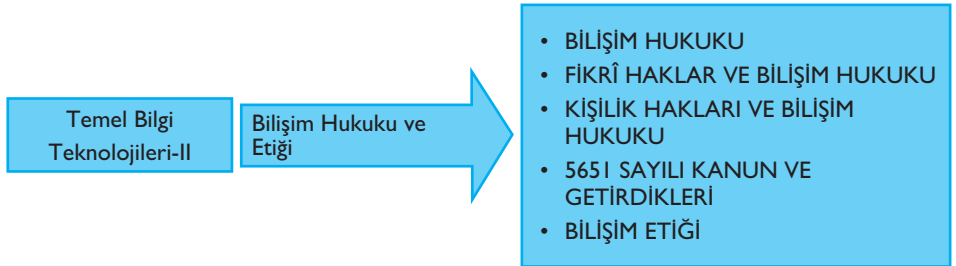 Temel Bilgi
Teknolojileri-II
Bilişim Hukuku ve
Etiği
• BİLİŞİM HUKUKU
• FİKRÎ HAKLAR VE BİLİŞİM HUKUKU
• KİŞİLİK HAKLARI VE BİLİŞİM
HUKUKU
• 5651 SAYILI KANUN VE
GETİRDİKLERİ
• BİLİŞİM ETİĞİ